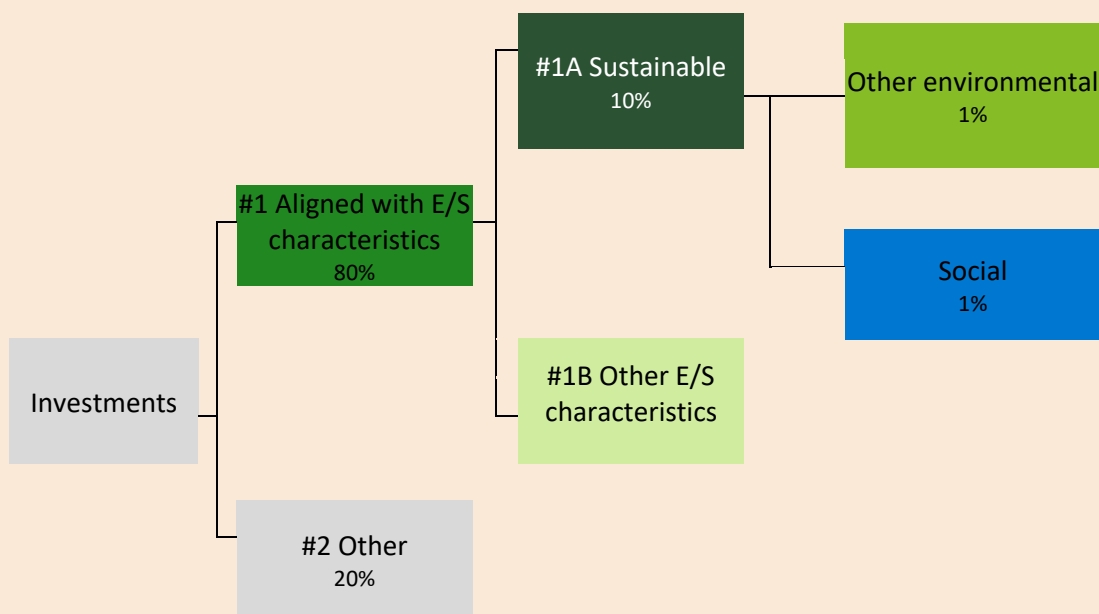 Investments
#1 Aligned with E/S
characteristics
80%
#2 Other
20%
#1A Sustainable
10%
#1B Other E/S
characteristics
Other environmental
1%
Social
1%